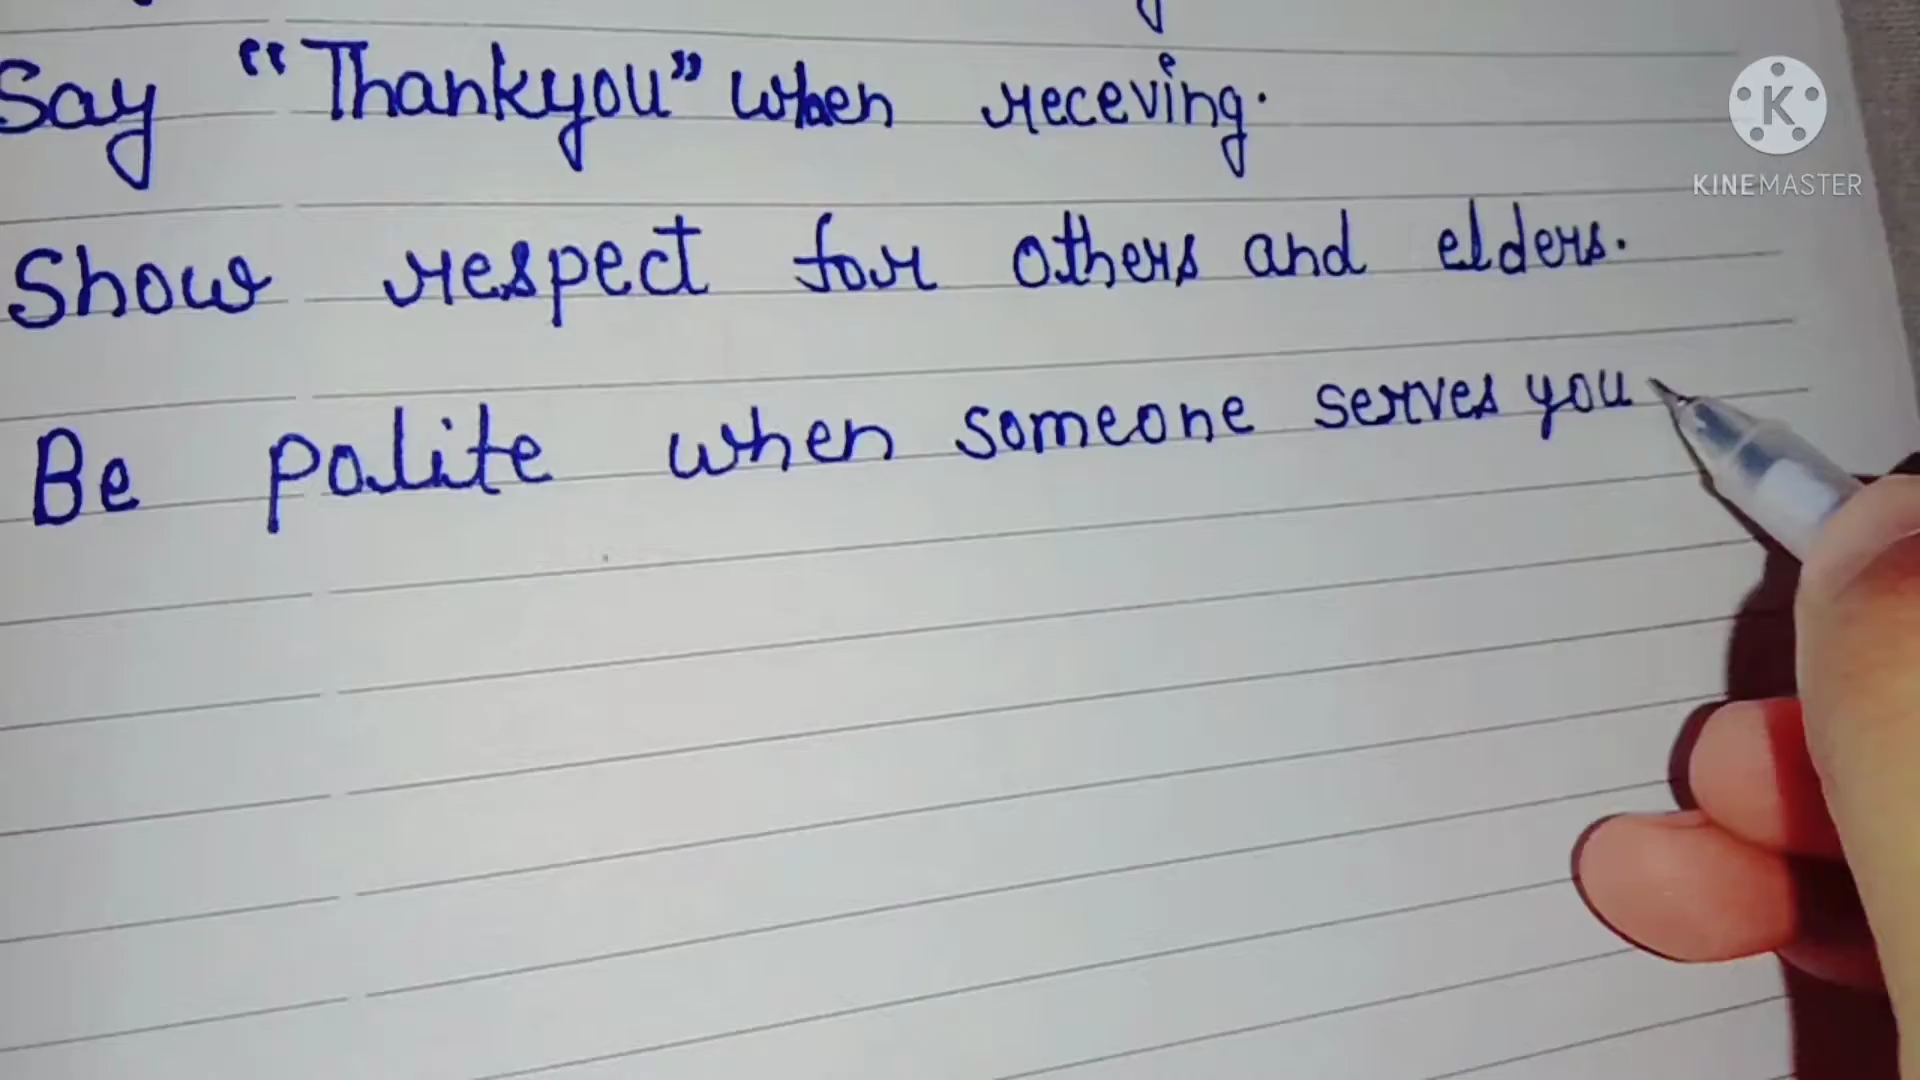 Say “Thankyou” when receving.
KINEMASTER
Show respect for others and elders.
Be polite when someone serves you